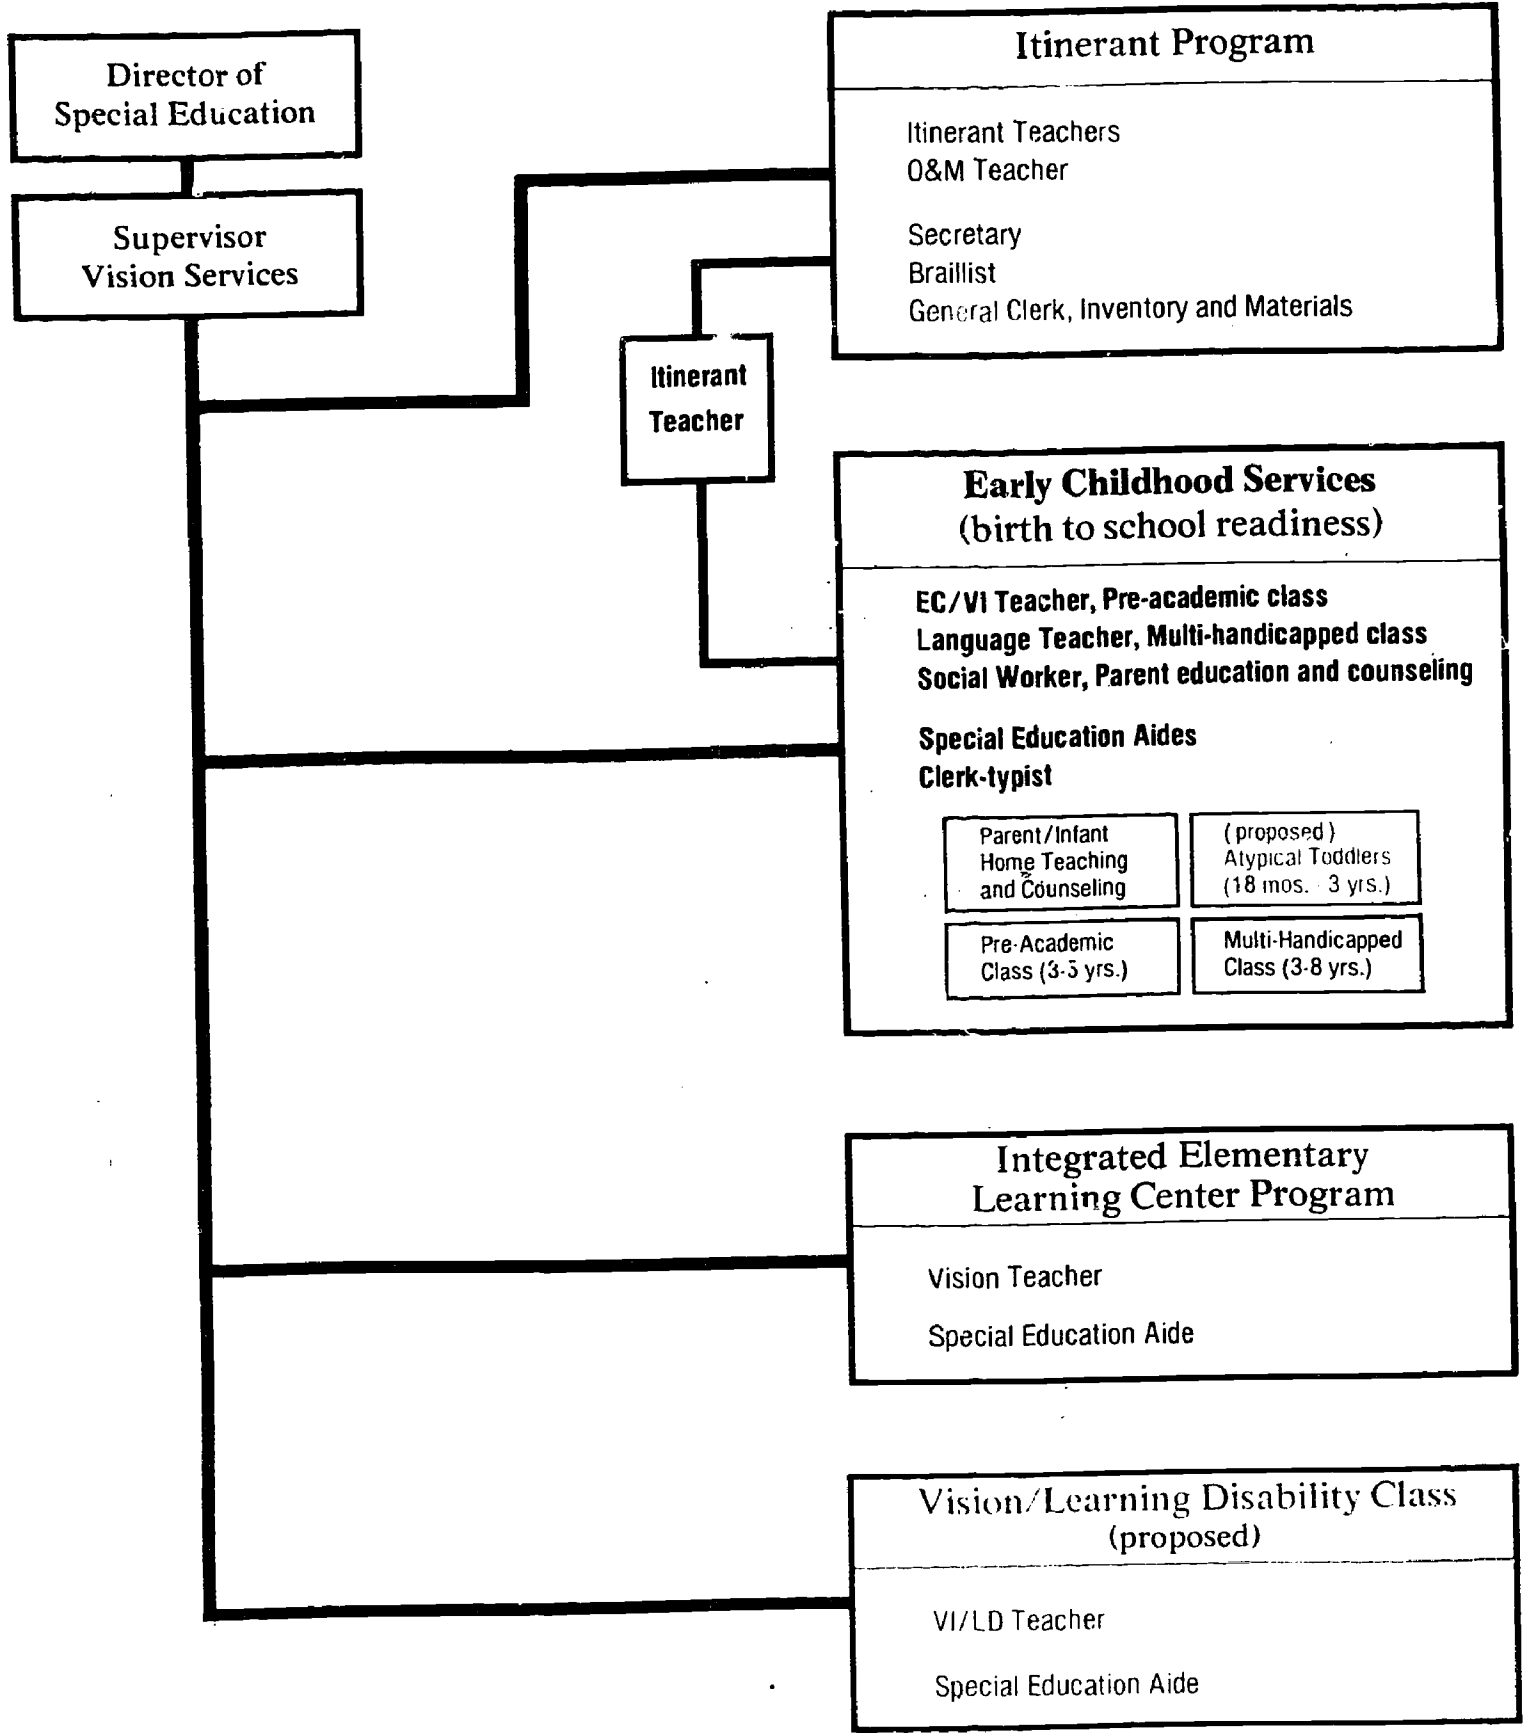 Director of
Special Education
Supervisor
Vision Services
Itinerant Program
Itinerant Teachers
O&M Teacher
Secretary
Braillist
General Clerk, Inventory and Materials
Itinerant
Teacher
Early Childhood Services
(birth to school readiness)
EC/VI Teacher, Pre-academic class
Language Teacher, Multi-handicapped class
Social Worker, Parent education and counseling
Special Education Aides
Clerk-typist
Parent/Infant
Home Teaching
and Counseling
(proposed)
Atypical Toddlers
(18 mos. 3 yrs.)
Pre-Academic
Class (3-5 yrs.)
Multi-Handicapped
Class (3-8 yrs.)
Integrated Elementary
Learning Center Program
Vision Teacher
Special Education Aide
Vision/Learning Disability Class
(proposed)
VI/LD Teacher
Special Education Aide